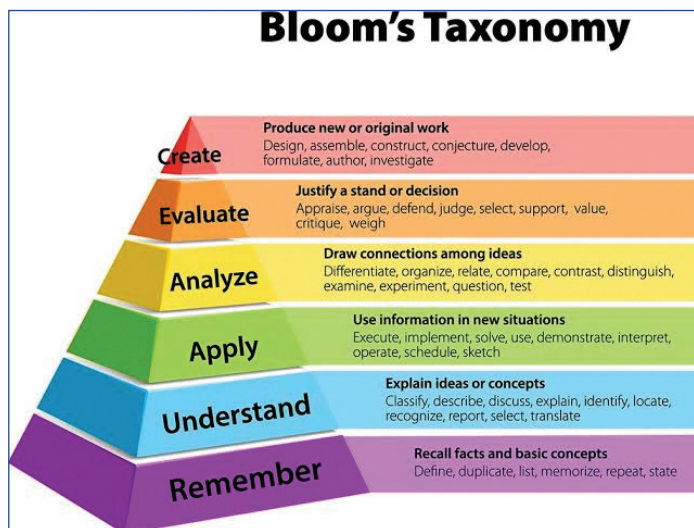 Bloom's Taxonomy
Create
Produce new or original work
Design, assemble, construct, conjecture, develop,
formulate, author, investigate
Evaluate
Justify a stand or decision
Appraise, argue, defend, judge, select, support, value,
critique, weigh
Analyze
Draw connections among ideas
Differentiate, organize, relate, compare, contrast, distinguish,
examine, experiment, question, test
Apply
Use information in new situations
Execute, implement, solve, use, demonstrate, interpret,
operate, schedule, sketch
Understand
Explain ideas or concepts
Classify, describe, discuss, explain, identify, locate,
recognize, report, select, translate
Remember
Recall facts and basic concepts
Define, duplicate, list, memorize, repeat, state